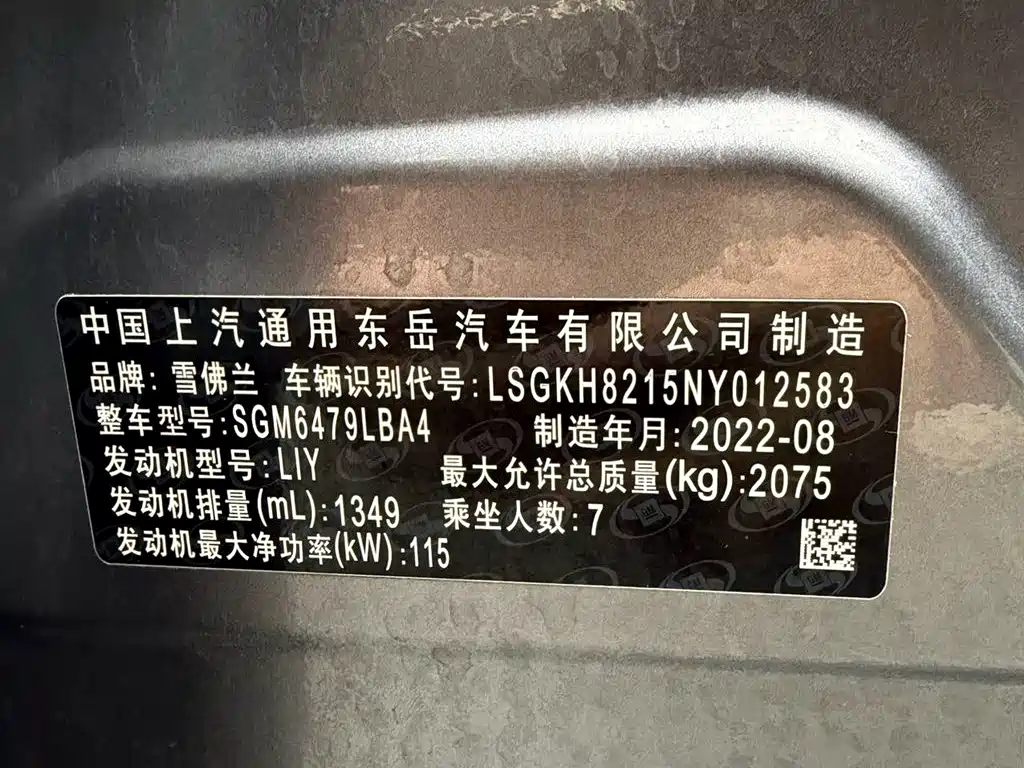 中国上汽通用东岳汽车有限公司制造
品牌: 雪佛兰 车辆识别代号:LSGKH8215NY012583
整车型号:SGM6479LBA4 制造年月:2022-08
发动机型号:LIY 最大允许总质量(kg):2075
发动机排量(mL):1349 乘坐人数:7
发动机最大净功率(kW):115